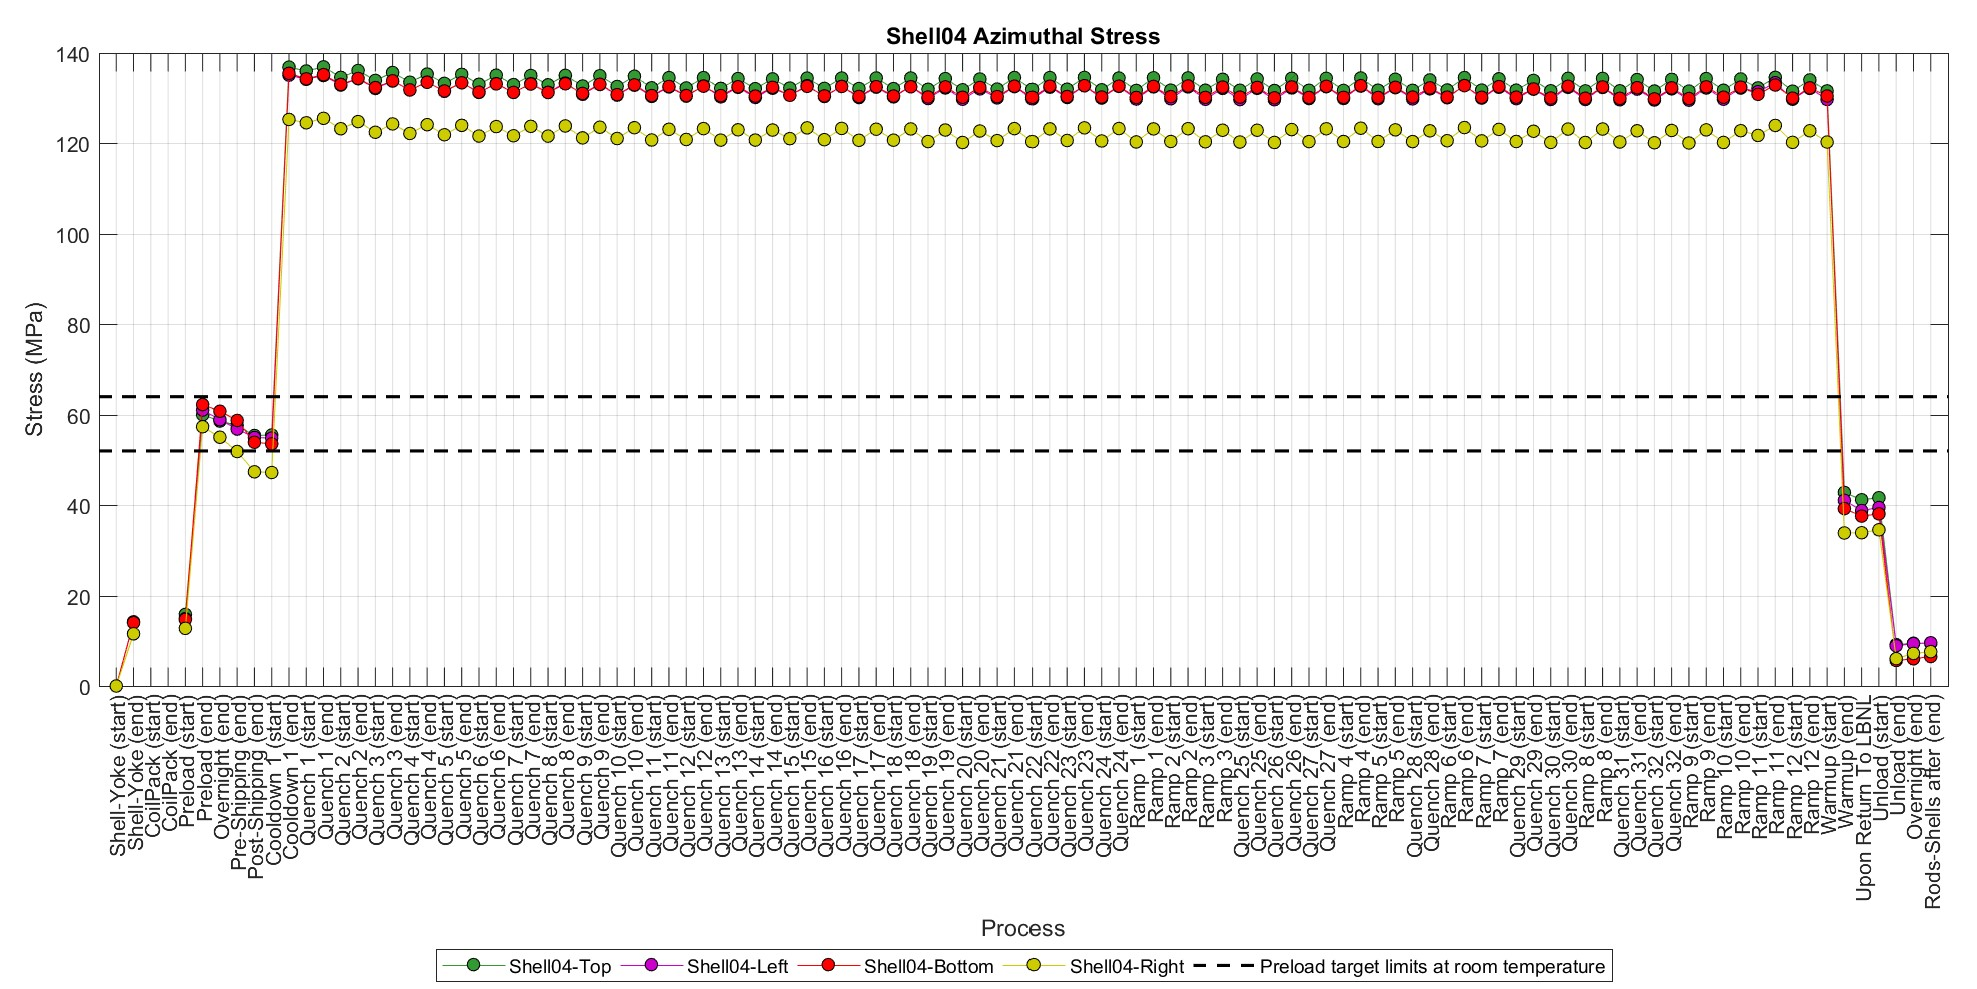 Shell04 Azimuthal Stress
Stress (MPa)
140
120
100
80
60
40
20
0
Shell-Yoke (start)
Shell-Yoke (end)
CoilPack (start)
CoilPack (end)
Preload (start)
Preload (end)
Overnight (end)
Pre-Shipping (end)
Post-Shipping (end)
Cooldown 1 (start)
Cooldown 1 (end)
Quench 1 (start)
Quench 1 (end)
Quench 2 (start)
Quench 2 (end)
Quench 3 (start)
Quench 3 (end)
Quench 4 (start)
Quench 4 (end)
Quench 5 (start)
Quench 5 (end)
Quench 6 (start)
Quench 6 (end)
Quench 7 (start)
Quench 7 (end)
Quench 8 (start)
Quench 8 (end)
Quench 9 (start)
Quench 9 (end)
Quench 10 (start)
Quench 10 (end)
Quench 11 (start)
Quench 11 (end)
Quench 12 (start)
Quench 12 (end)
Quench 13 (start)
Quench 13 (end)
Quench 14 (start)
Quench 14 (end)
Quench 15 (start)
Quench 15 (end)
Quench 16 (start)
Quench 16 (end)
Quench 17 (start)
Quench 17 (end)
Quench 18 (start)
Quench 18 (end)
Quench 19 (start)
Quench 19 (end)
Quench 20 (start)
Quench 20 (end)
Quench 21 (start)
Quench 21 (end)
Quench 22 (start)
Quench 22 (end)
Quench 23 (start)
Quench 23 (end)
Quench 24 (start)
Quench 24 (end)
Ramp 1 (start)
Ramp 1 (end)
Ramp 2 (start)
Ramp 2 (end)
Ramp 3 (start)
Ramp 3 (end)
Quench 25 (start)
Quench 25 (end)
Quench 26 (start)
Quench 26 (end)
Quench 27 (start)
Quench 27 (end)
Ramp 4 (start)
Ramp 4 (end)
Ramp 5 (start)
Ramp 5 (end)
Quench 28 (start)
Quench 28 (end)
Ramp 6 (start)
Ramp 6 (end)
Ramp 7 (start)
Ramp 7 (end)
Quench 29 (start)
Quench 29 (end)
Quench 30 (start)
Quench 30 (end)
Ramp 8 (start)
Ramp 8 (end)
Quench 31 (start)
Quench 31 (end)
Quench 32 (start)
Quench 32 (end)
Ramp 9 (start)
Ramp 9 (end)
Ramp 10 (start)
Ramp 10 (end)
Ramp 11 (start)
Ramp 11 (end)
Ramp 12 (start)
Ramp 12 (end)
Warmup (start)
Warmup (end)
Upon Return To LBNL
Unload (start)
Unload (end)
Overnight (end)
Rods-Shells after (end)
Process
Shell04-Top Shell04-Left Shell04-Bottom Shell04-Right Preload target limits at room temperature